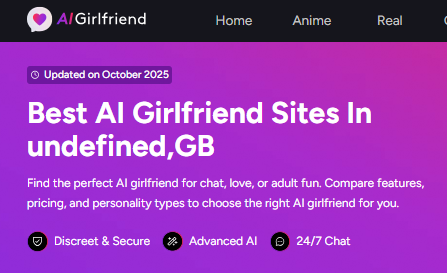 AI Girlfriend
Home Anime Real
Updated on October 2025
Best AI Girlfriend Sites In
undefined,GB
Find the perfect AI girlfriend for chat, love, or adult fun. Compare features,
pricing, and personality types to choose the right AI girlfriend for you.
Discreet & Secure Advanced AI 24/7 Chat